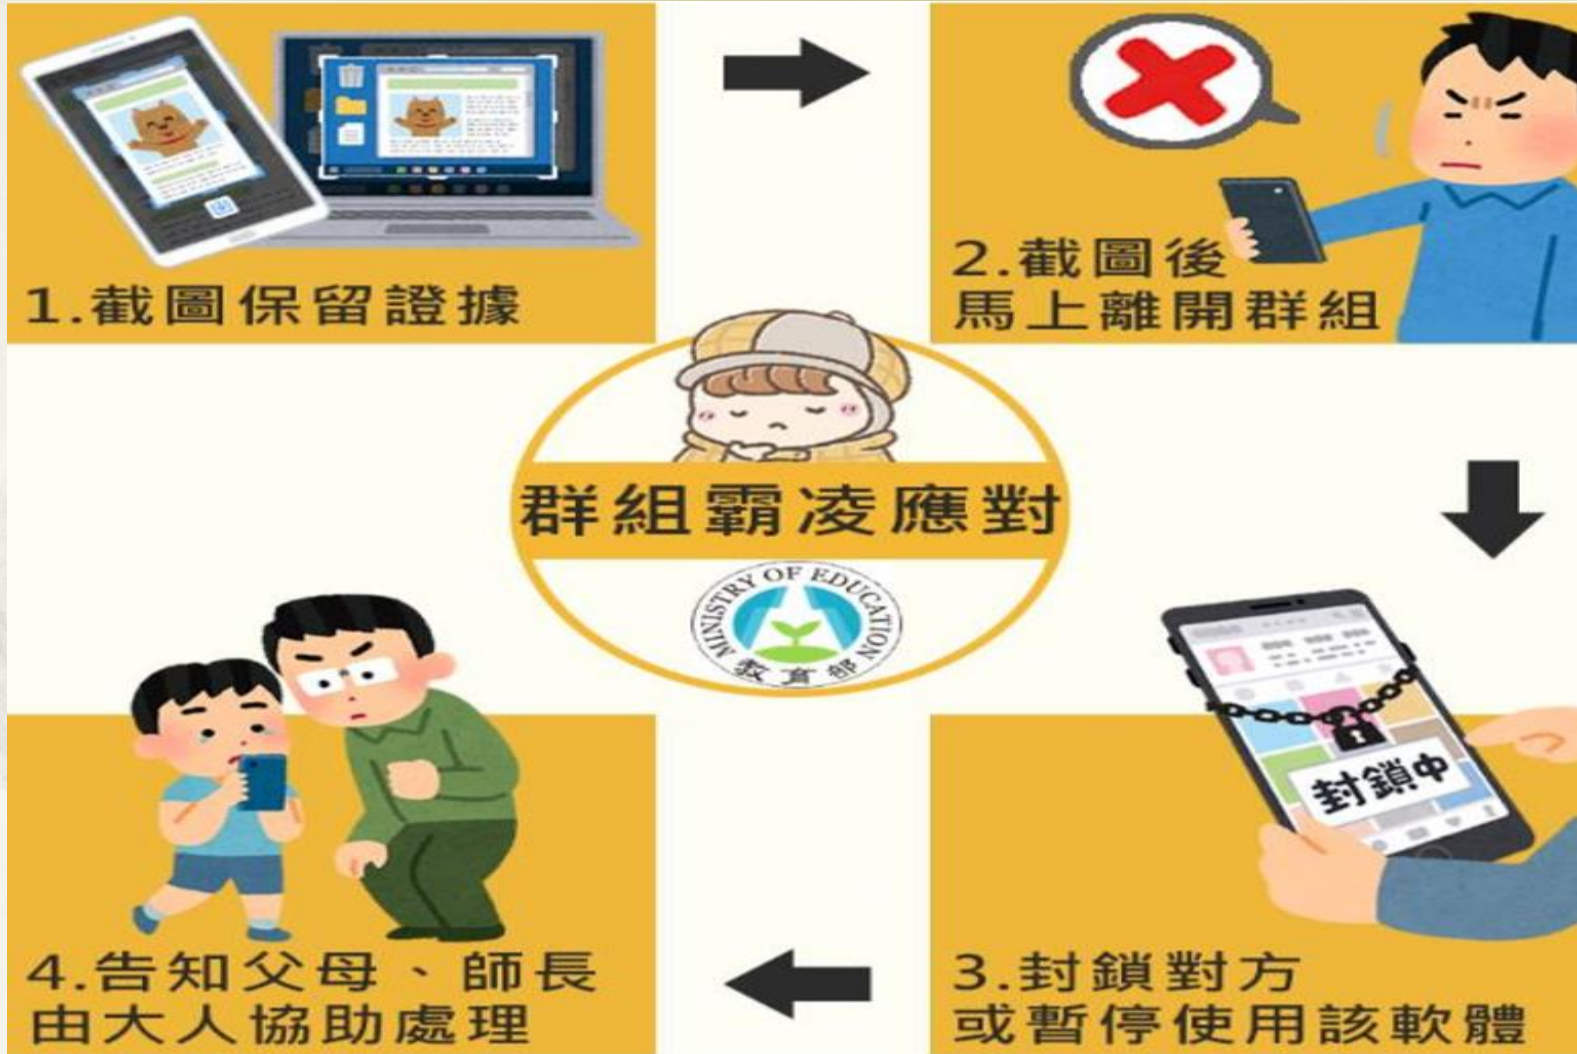 1.截圖保留證據
2.截圖後
馬上離開群組
群組霸凌應對
MINISTRY OF EDUCATION
教育部
封鎖中
3.封鎖對方
或暫停使用該軟體
4.告知父母、師長
由大人協助處理